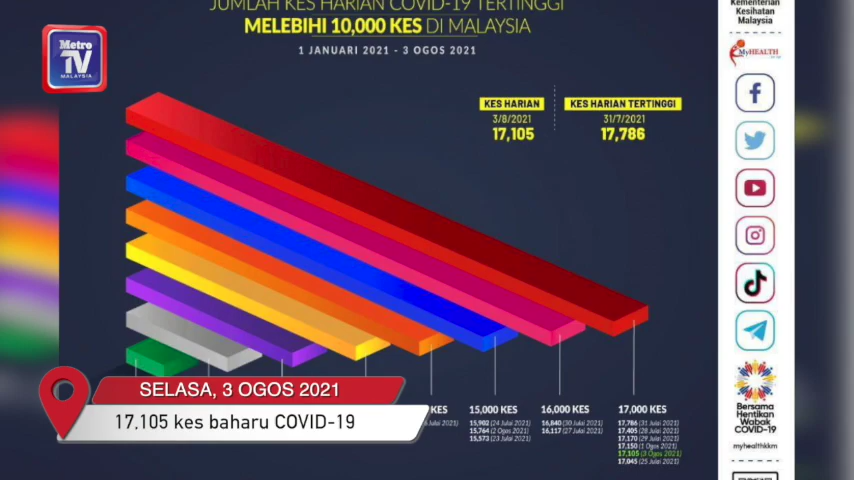 JUMLAH KES HARIAN COVID-19 TERTINGGI
MELEBIHI 10,000 KES DI MALAYSIA
1 JANUARI 2021 - 3 OGOS 2021
Metro
TV
MALAYSIA
KES HARIAN
3/8/2021
17,105
KES HARIAN TERTINGGI
31/7/2021
17,786
Kementerian
Kesihatan
Malaysia
MyHEALTH
Bersama
Hentikan
Wabak
COVID-19
myhealthkkm
KES
Julai 2021)
15,000 KES
15,902 (24 Julai 2021)
15,764 (2 Ogos 2021)
15,573 (23 Julai 2021)
16,000 KES
16,840 (30 Julai 2021)
16,117 (27 Julai 2021)
17,000 KES
17,786 (31 Julai 2021)
17,405 (28 Julai 2021)
17,170 (29 Julai 2021)
17,150 (1 Ogos 2021)
17,105 (3 Ogos 2021)
17,045 (25 Julai 2021)
SELASA, 3 OGOS 2021
17,105 kes baharu COVID-19